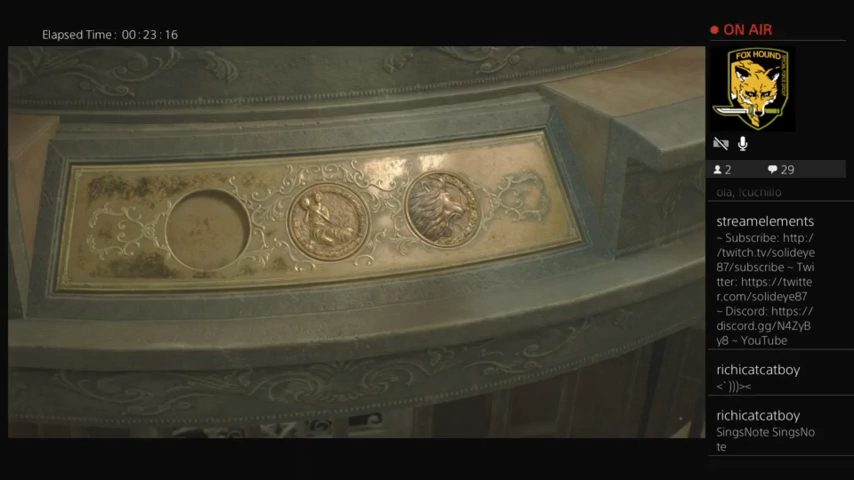 Elapsed Time : 00:23:16
ON AIR
FOX HOUND
2
29
ola, !cuchillo
streamelements
~ Subscribe: http:/
/twitch.tv/solideye
87/subscribe ~ Twi
tter: https://twitte
r.com/solideye87
~ Discord: https://
discord.gg/N4ZyB
y8 ~ YouTube
richicatcatboy
<`)))><
richicatcatboy
SingsNote SingsNo
te